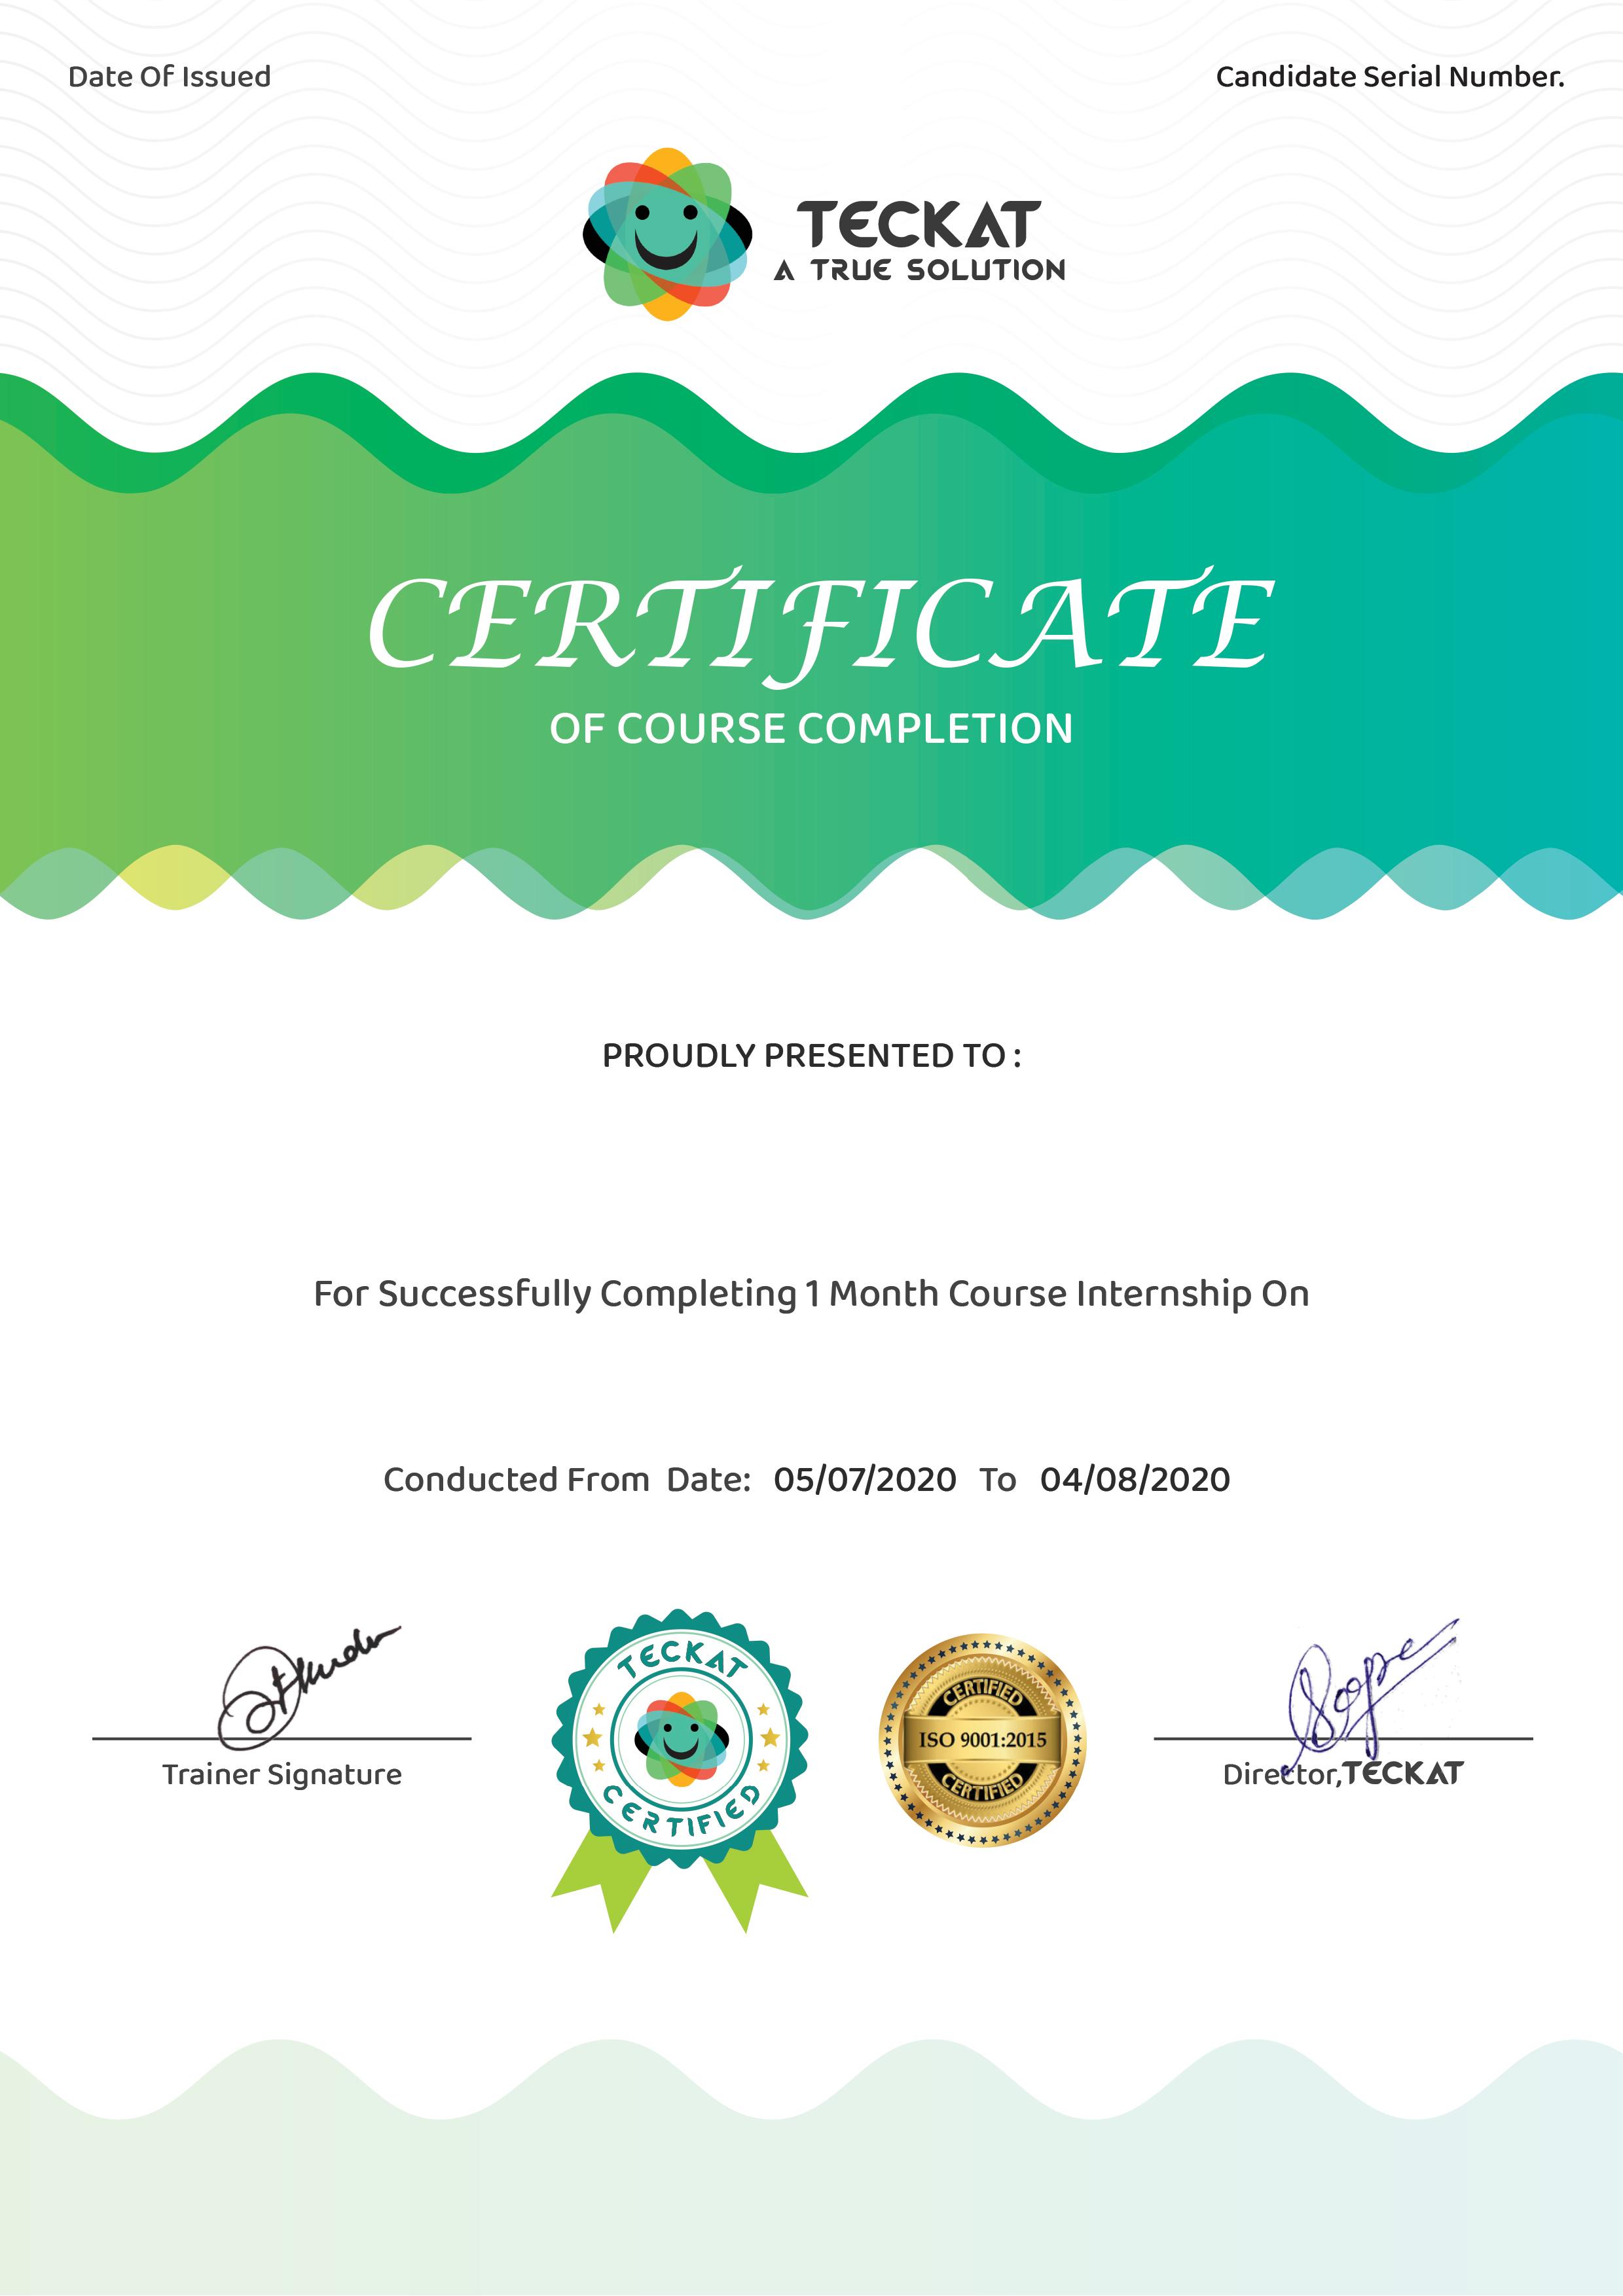 Date Of Issued
Candidate Serial Number.
TECKAT
A TRUE SOLUTION
CERTIFICATE
OF COURSE COMPLETION
PROUDLY PRESENTED TO :
For Successfully Completing 1 Month Course Internship On
Conducted From Date: 05/07/2020 To 04/08/2020
Trainer Signature
TECKAT
CERTIFIED
CERTIFIED
ISO 9001:2015
CERTIFIED
Director,TECKAT